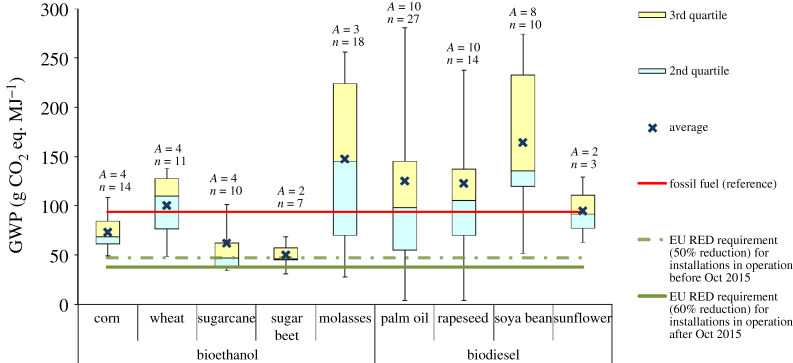 GWP (g CO₂ eq. MJ⁻¹)
300
250
200
150
100
50
0
A = 4
n = 14
A = 4
n = 11
A = 4
n = 10
A = 2
n = 7
A = 3
n = 18
A = 10
n = 27
A = 10
n = 14
A = 8
n = 10
A = 2
n = 3
corn
wheat
sugarcane
sugar
beet
molasses
palm oil
rapeseed
soya bean
sunflower
bioethanol
biodiesel
3rd quartile
2nd quartile
average
fossil fuel (reference)
EU RED requirement
(50% reduction) for
installations in operation
before Oct 2015
EU RED requirement
(60% reduction) for
installations in operation
after Oct 2015